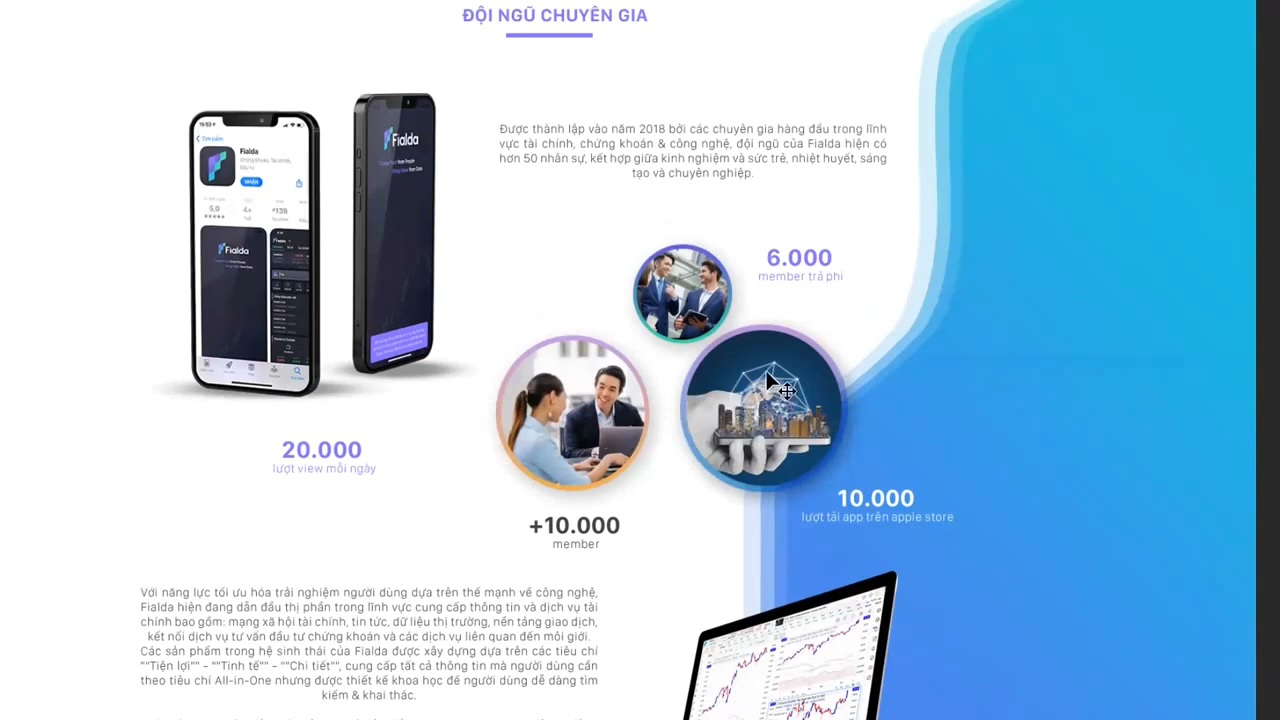 ĐỘI NGŨ CHUYÊN GIA
Được thành lập vào năm 2018 bởi các chuyên gia hàng đầu trong lĩnh
vực tài chính, chứng khoán & công nghệ, đội ngũ của Fialda hiện có
hơn 50 nhân sự, kết hợp giữa kinh nghiệm và sức trẻ, nhiệt huyết, sáng
tạo và chuyên nghiệp.
15:53
Tìm kiếm
Fialda
NHẬN
5,0
4+
#139
Fialda
Fialda
6.000
member trả phí
20.000
lượt view mỗi ngày
+10.000
member
10.000
lượt tải app trên apple store
Với năng lực tối ưu hóa trải nghiệm người dùng dựa trên thế mạnh về công nghệ,
Fialda hiện đang dẫn đầu thị phần trong lĩnh vực cung cấp thông tin và dịch vụ tài
chính bao gồm: mạng xã hội tài chính, tin tức, dữ liệu thị trường, nền tảng giao dịch,
kết nối dịch vụ tư vấn đầu tư chứng khoán và các dịch vụ liên quan đến môi giới.
Các sản phẩm trong hệ sinh thái của Fialda được xây dựng dựa trên các tiêu chí
""Tiện lợi"" - ""Tinh tế"" - ""Chi tiết"", cung cấp tất cả thông tin mà người dùng cần
theo tiêu chí All-in-One nhưng được thiết kế khoa học để người dùng dễ dàng tìm
kiếm & khai thác.